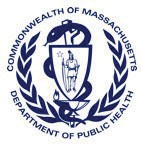 COMMONWEALTH OF MASSACHUSETTS
DEPARTMENT OF PUBLIC HEALTH